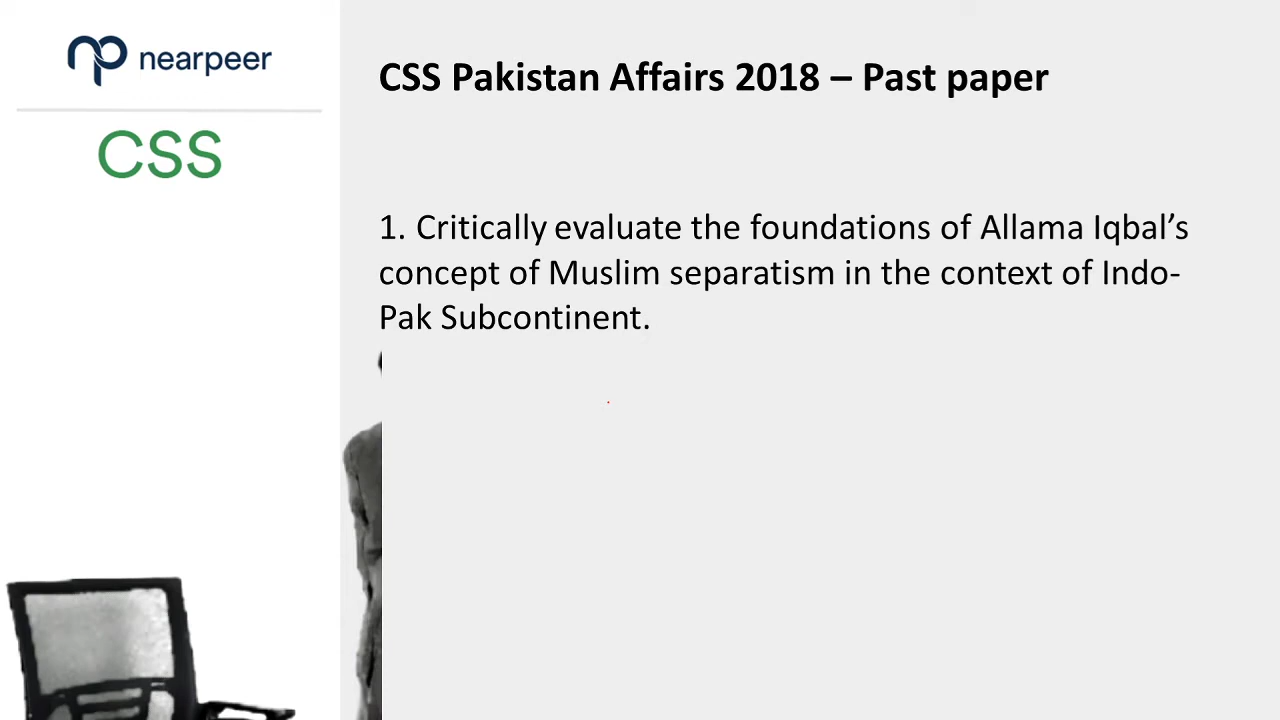 nearpeer
CSS
CSS Pakistan Affairs 2018 – Past paper
1. Critically evaluate the foundations of Allama Iqbal’s
concept of Muslim separatism in the context of Indo-
Pak Subcontinent.